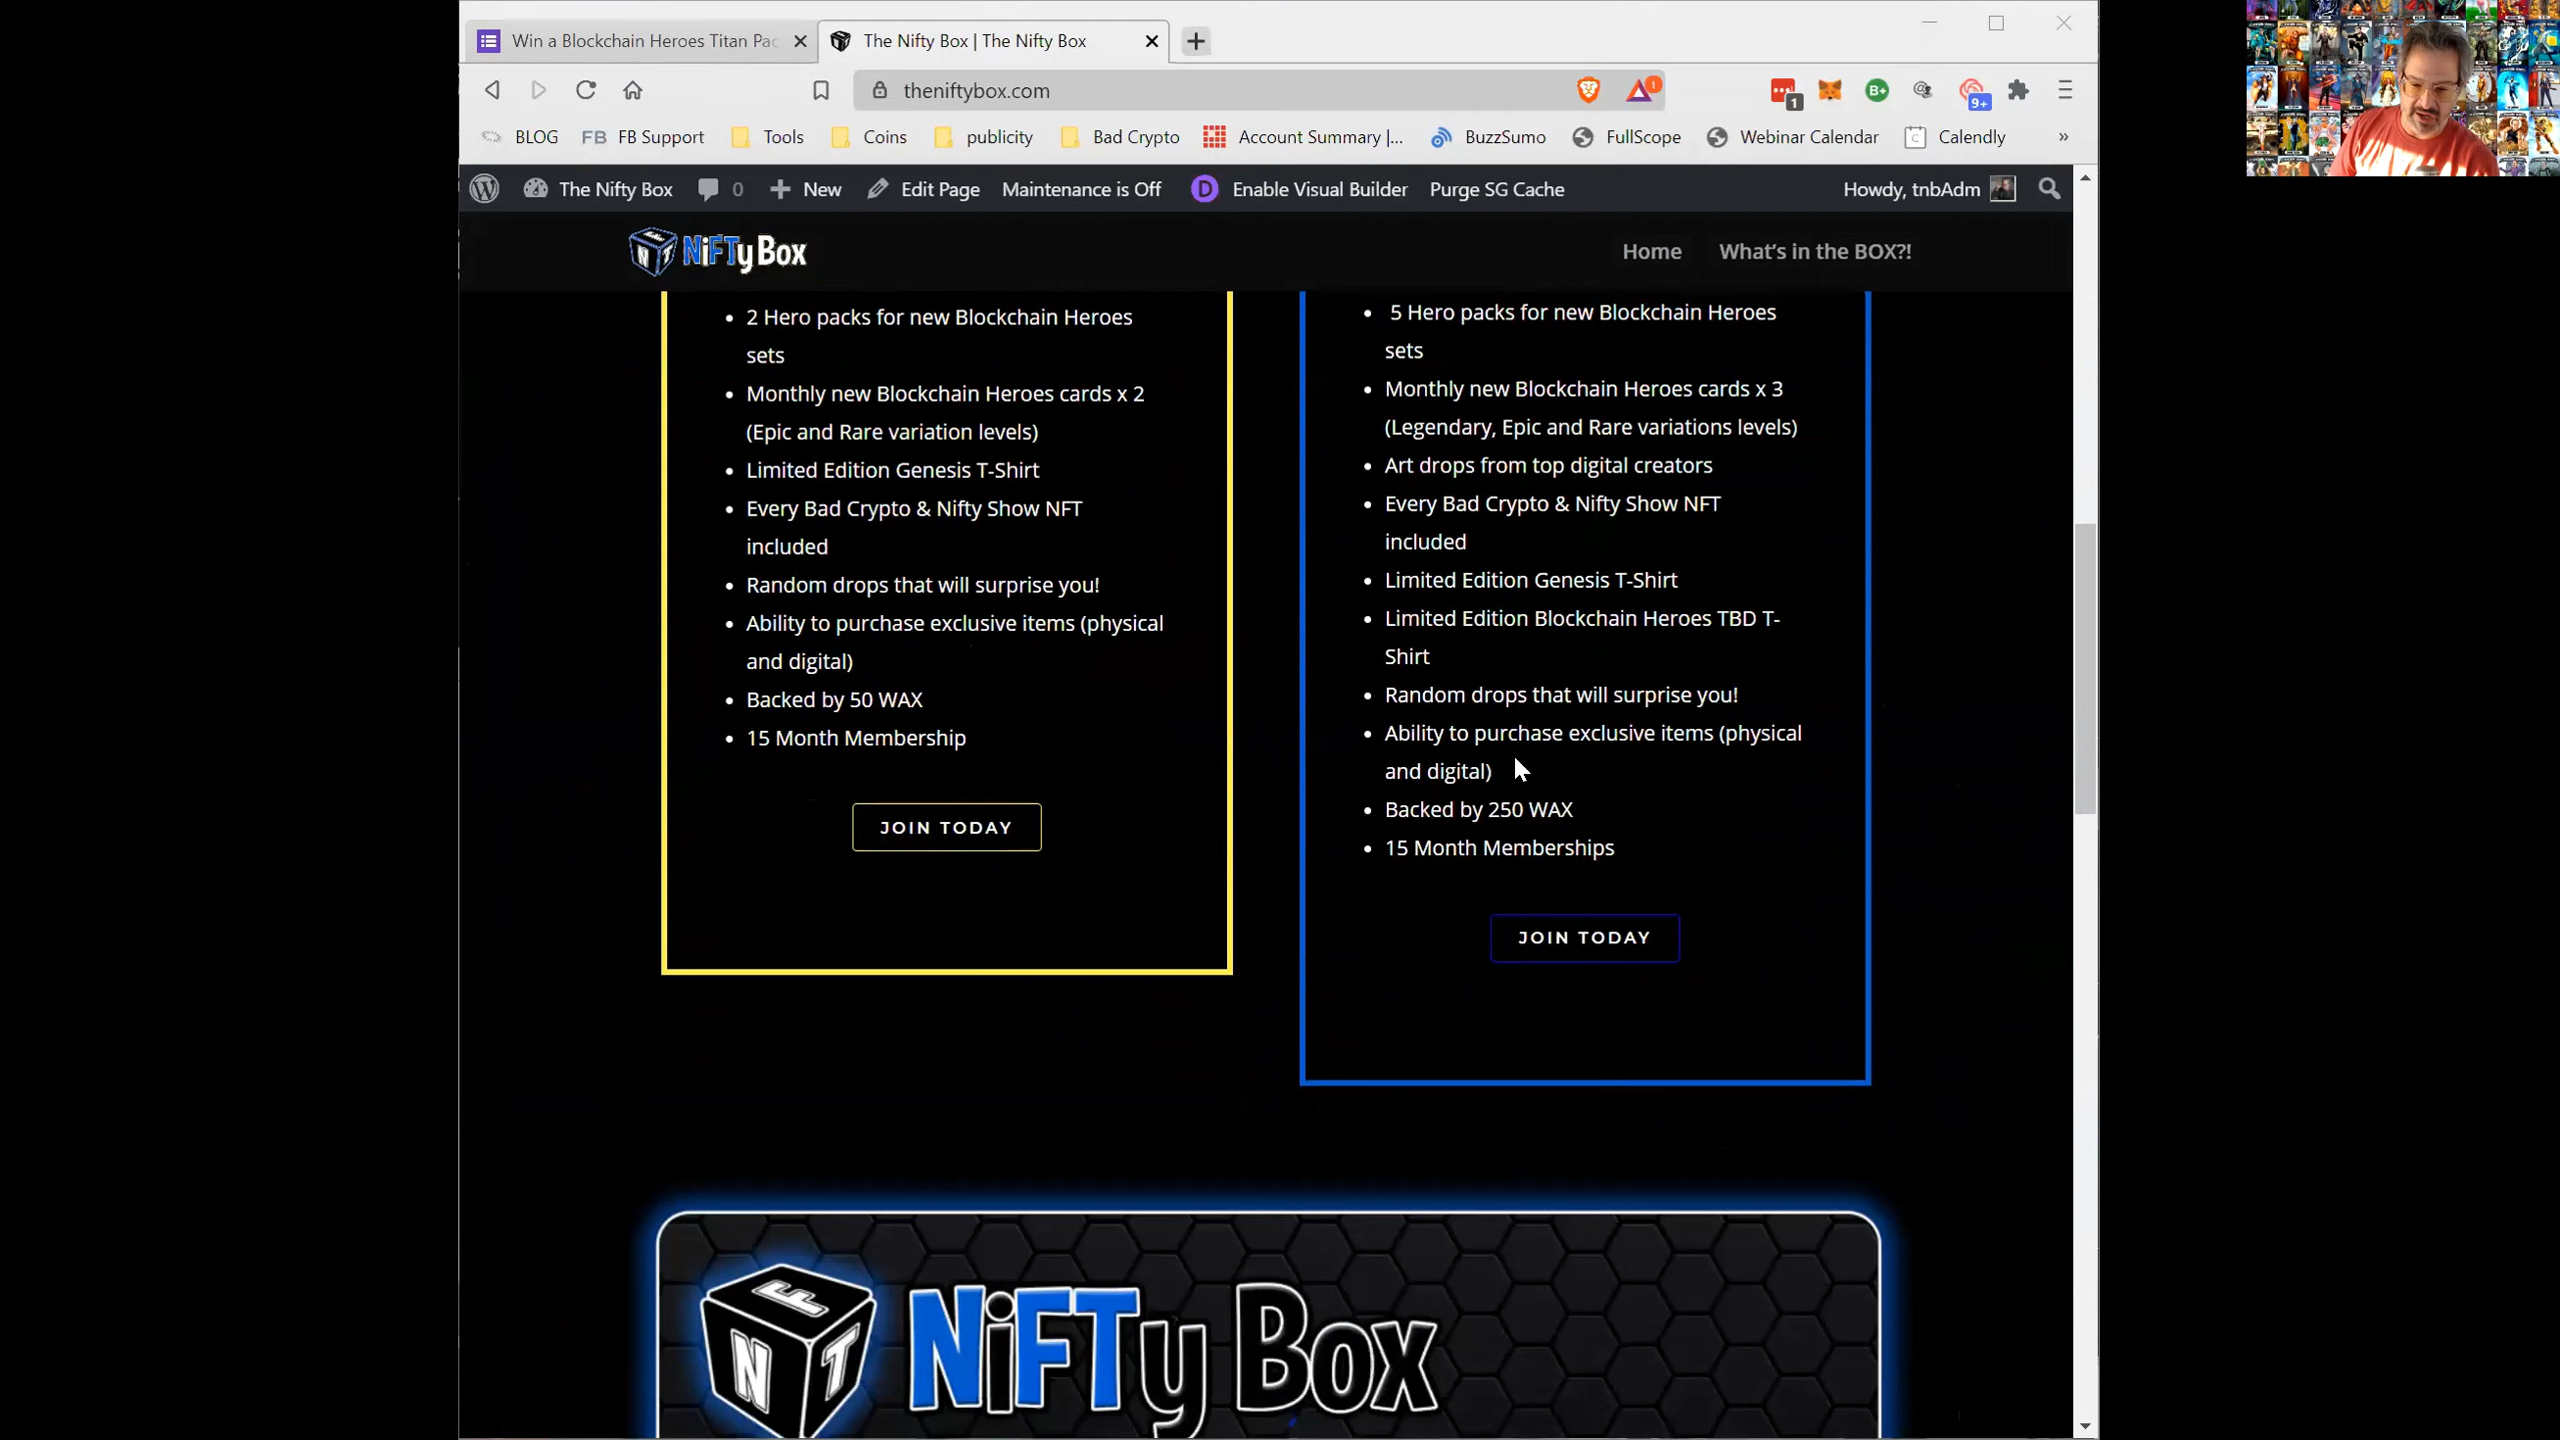 Win a Blockchain Heroes Titan Pac
The Nifty Box | The Nifty Box
theniftybox.com
1
1
B+
9+
BLOG
FB FB Support
Tools
Coins
publicity
Bad Crypto
Account Summary |...
BuzzSumo
FullScope
Webinar Calendar
C Calendly
»
The Nifty Box
0
+ New
Edit Page
Maintenance is Off
D Enable Visual Builder
Purge SG Cache
Howdy, tnbAdm
NiFTy Box
Home
What's in the BOX?!
• 2 Hero packs for new Blockchain Heroes
sets
• Monthly new Blockchain Heroes cards x 2
(Epic and Rare variation levels)
• Limited Edition Genesis T-Shirt
• Every Bad Crypto & Nifty Show NFT
included
• Random drops that will surprise you!
• Ability to purchase exclusive items (physical
and digital)
• Backed by 50 WAX
• 15 Month Membership
JOIN TODAY
• 5 Hero packs for new Blockchain Heroes
sets
• Monthly new Blockchain Heroes cards x 3
(Legendary, Epic and Rare variations levels)
• Art drops from top digital creators
• Every Bad Crypto & Nifty Show NFT
included
• Limited Edition Genesis T-Shirt
• Limited Edition Blockchain Heroes TBD T-
Shirt
• Random drops that will surprise you!
• Ability to purchase exclusive items (physical
and digital)
• Backed by 250 WAX
• 15 Month Memberships
JOIN TODAY
F
N T
NiFTy Box